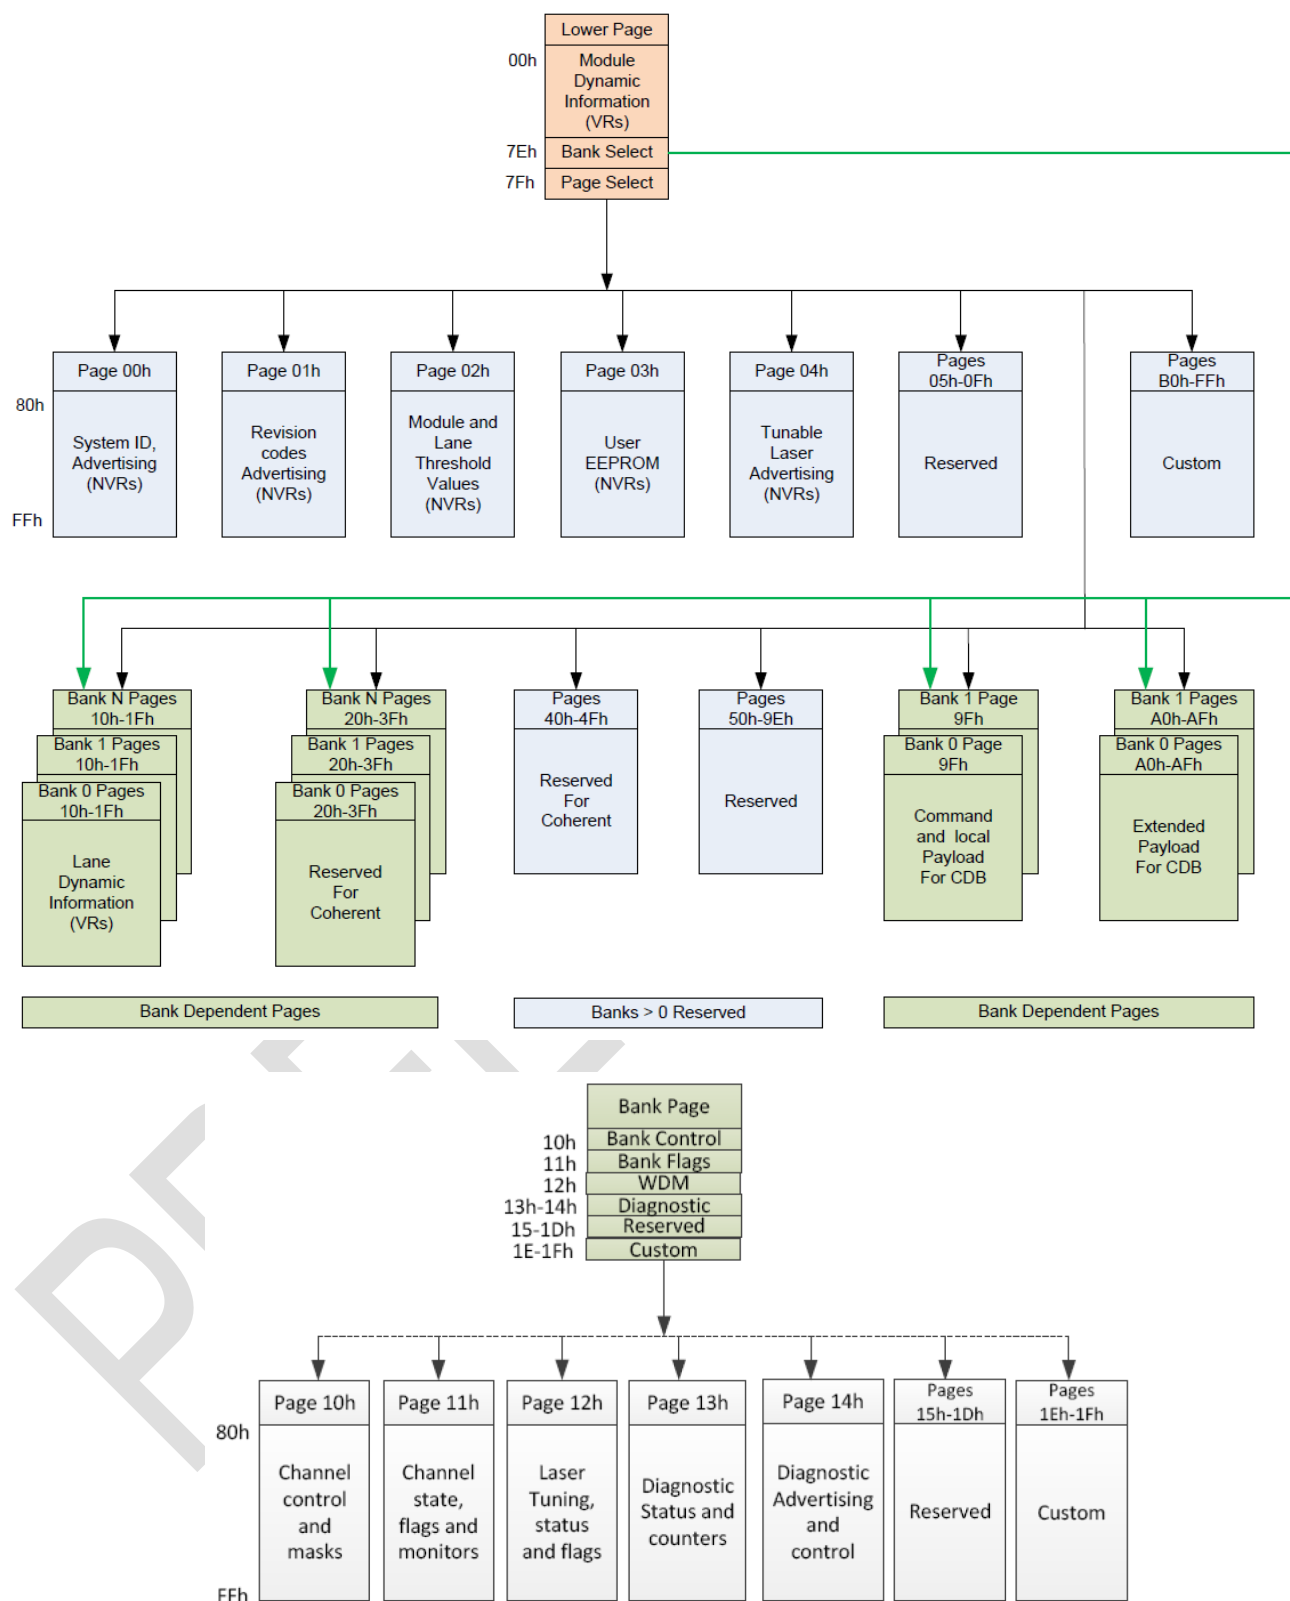 Lower Page
00h
Module
Dynamic
Information
(VRs)
7Eh
Bank Select
7Fh
Page Select
Page 00h
Page 01h
Page 02h
Page 03h
Page 04h
Pages
05h-0Fh
Pages
B0h-FFh
80h
System ID,
Advertising
(NVRs)
Revision
codes
Advertising
(NVRs)
Module and
Lane
Threshold
Values
(NVRs)
User
EEPROM
(NVRs)
Tunable
Laser
Advertising
(NVRs)
Reserved
Custom
FFh
Bank N Pages
10h-1Fh
Bank 1 Pages
10h-1Fh
Bank 0 Pages
10h-1Fh
Lane
Dynamic
Information
(VRs)
Bank N Pages
20h-3Fh
Bank 1 Pages
20h-3Fh
Bank 0 Pages
20h-3Fh
Reserved
For
Coherent
Pages
40h-4Fh
Reserved
For
Coherent
Pages
50h-9Eh
Reserved
Bank 1 Page
9Fh
Bank 0 Page
9Fh
Command
and local
Payload
For CDB
Bank 1 Pages
A0h-AFh
Bank 0 Pages
A0h-AFh
Extended
Payload
For CDB
Bank Dependent Pages
Banks > 0 Reserved
Bank Dependent Pages
Bank Page
10h
Bank Control
11h
Bank Flags
12h
WDM
13h-14h
Diagnostic
15-1Dh
Reserved
1E-1Fh
Custom
Page 10h
Page 11h
Page 12h
Page 13h
Page 14h
Pages
15h-1Dh
Pages
1Eh-1Fh
80h
Channel
control
and
masks
Channel
state,
flags and
monitors
Laser
Tuning,
status
and flags
Diagnostic
Status and
counters
Diagnostic
Advertising
and
control
Reserved
Custom
FFh